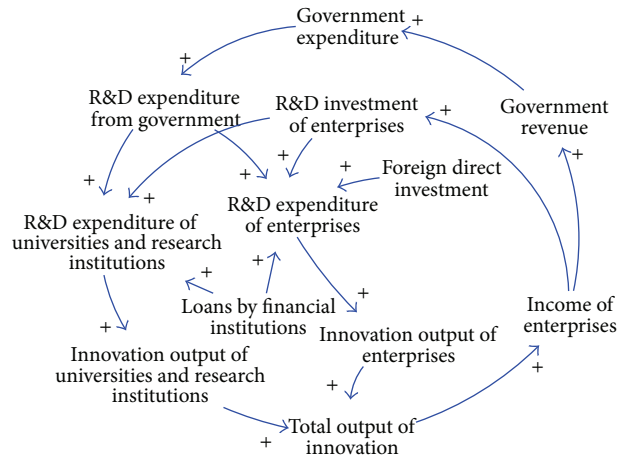 Government
expenditure
+
+
R&D expenditure
from government
R&D investment
of enterprises
+
Government
revenue
+
+
+
+
Foreign direct
investment
+
+
R&D expenditure of
universities and research
institutions
R&D expenditure
of enterprises
+
+
Loans by financial
institutions
+
+
Innovation output of
enterprises
Income of
enterprises
Innovation output of
universities and research
institutions
+
+
+
Total output of
innovation